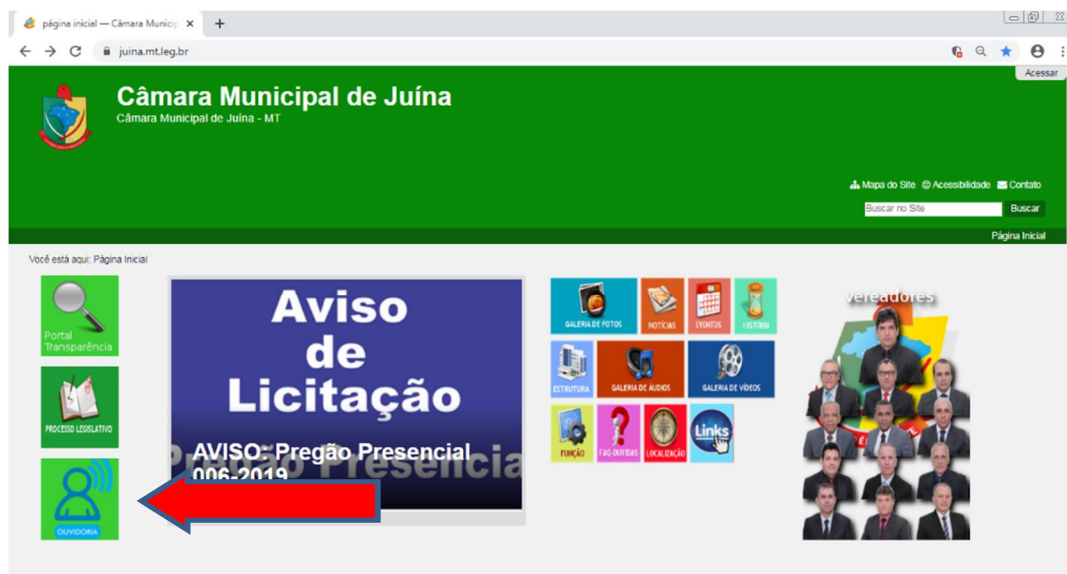 página inicial — Câmara Municip
juina.mt.leg.br
Acessar
Câmara Municipal de Juína
Câmara Municipal de Juína - MT
Mapa do Site Acessibilidade Contato
Buscar no Site Buscar
Página Inicial
Você está aqui: Página Inicial
Portal
Transparência
PROCESSO LEGISLATIVO
OUVIDORIA
Aviso
de
Licitação
Pregão Presencia
AVISO: Pregão Presencial
006-2019
GALERIA DE FOTOS NOTÍCIAS EVENTOS HISTÓRIA
ESTRUTURA GALERIA DE ÁUDIOS GALERIA DE VÍDEOS
FUNÇÃO FAQ-DUVIDAS LOCALIZAÇÃO Links
vereadores